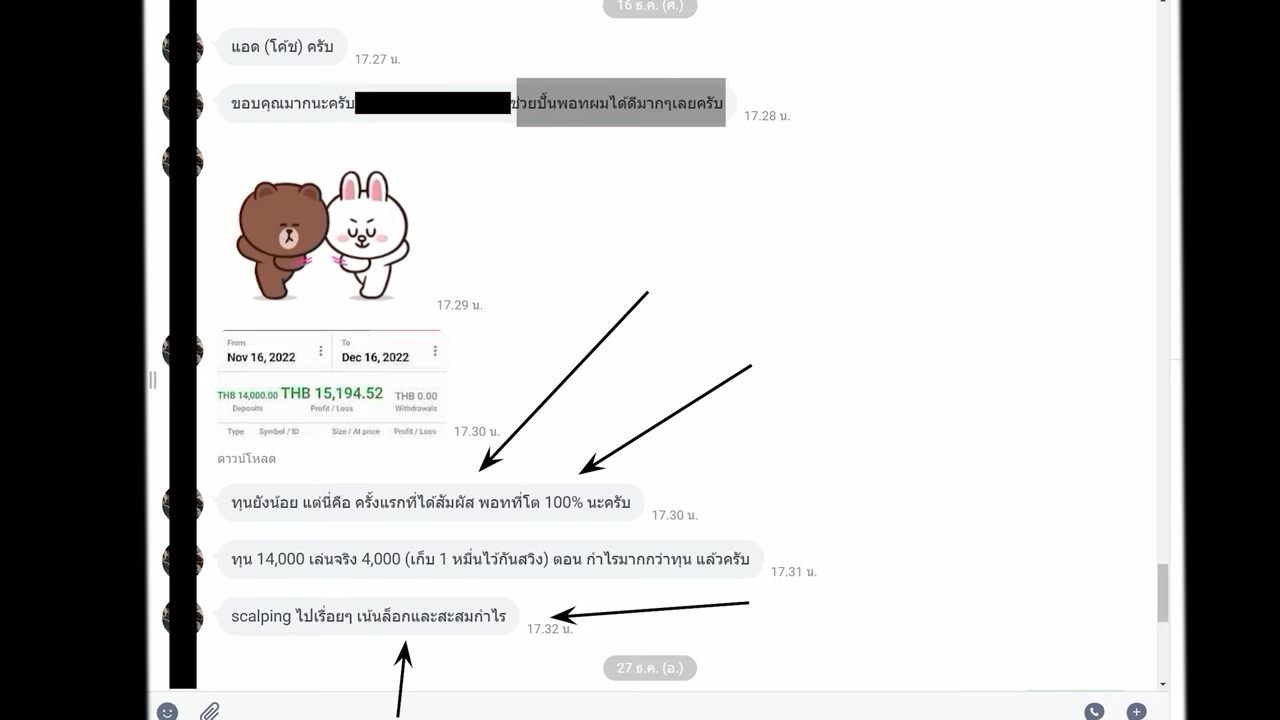 16 ธ.ค. (ศ.)
แอด (โค้ช) ครับ
17.27 น.
ขอบคุณมากนะครับ ช่วยปั้นพอทผมได้ดีมากๆเลยครับ
17.28 น.
17.29 น.
From To
Nov 16, 2022 Dec 16, 2022
THB 14,000.00 THB 15,194.52 THB 0.00
Deposits Profit / Loss Withdrawals
Type Symbol / ID Size / At price Profit / Loss
17.30 น.
ดาวน์โหลด
ทุนยังน้อย แต่นี่คือ ครั้งแรกที่ได้สัมผัส พอทที่โต 100% นะครับ
17.30 น.
ทุน 14,000 เล่นจริง 4,000 (เก็บ 1 หมื่นไว้กันสวิง) ตอน กำไรมากกว่าทุน แล้วครับ
17.31 น.
scalping ไปเรื่อยๆ เน้นล็อกและสะสมกำไร
17.32 น.
27 ธ.ค. (อ.)